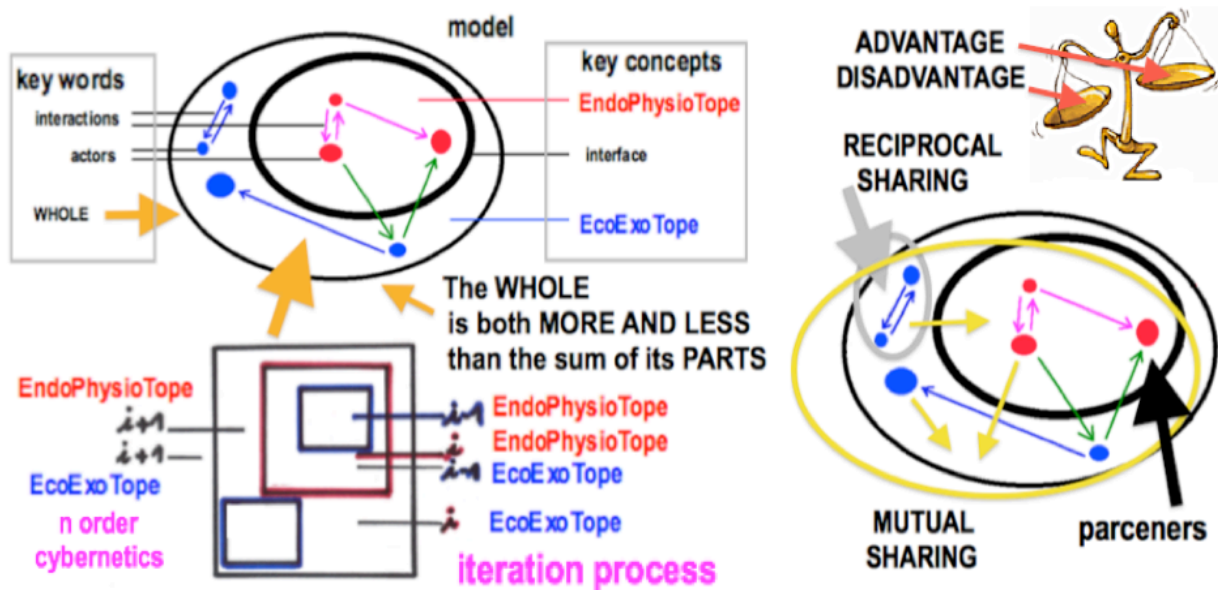 model
key words
interactions
actors
WHOLE
key concepts
EndoPhysioTope
interface
EcoExoTope
The WHOLE
is both MORE AND LESS
than the sum of its PARTS
EndoPhysioTope
i+1
i+1
EcoExoTope
n order
cybernetics
i-1 EndoPhysioTope
i EndoPhysioTope
i-1 EcoExoTope
i EcoExoTope
iteration process
ADVANTAGE
DISADVANTAGE
RECIPROCAL
SHARING
MUTUAL
SHARING
parceners